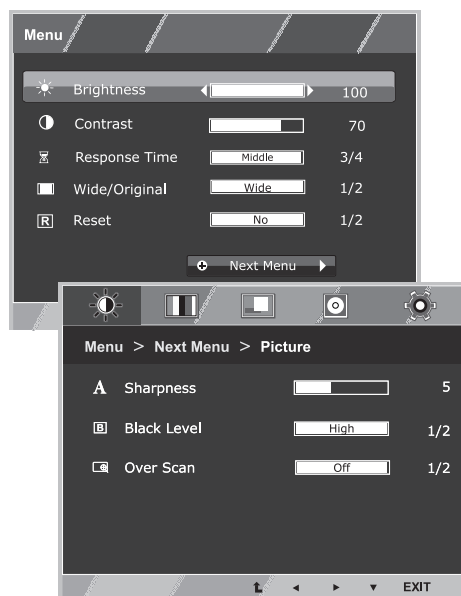 Menu
Brightness 100
Contrast 70
Response Time Middle 3/4
Wide/Original Wide 1/2
R Reset No 1/2
Next Menu
Menu > Next Menu > Picture
A Sharpness 5
B Black Level High 1/2
Over Scan Off 1/2
EXIT